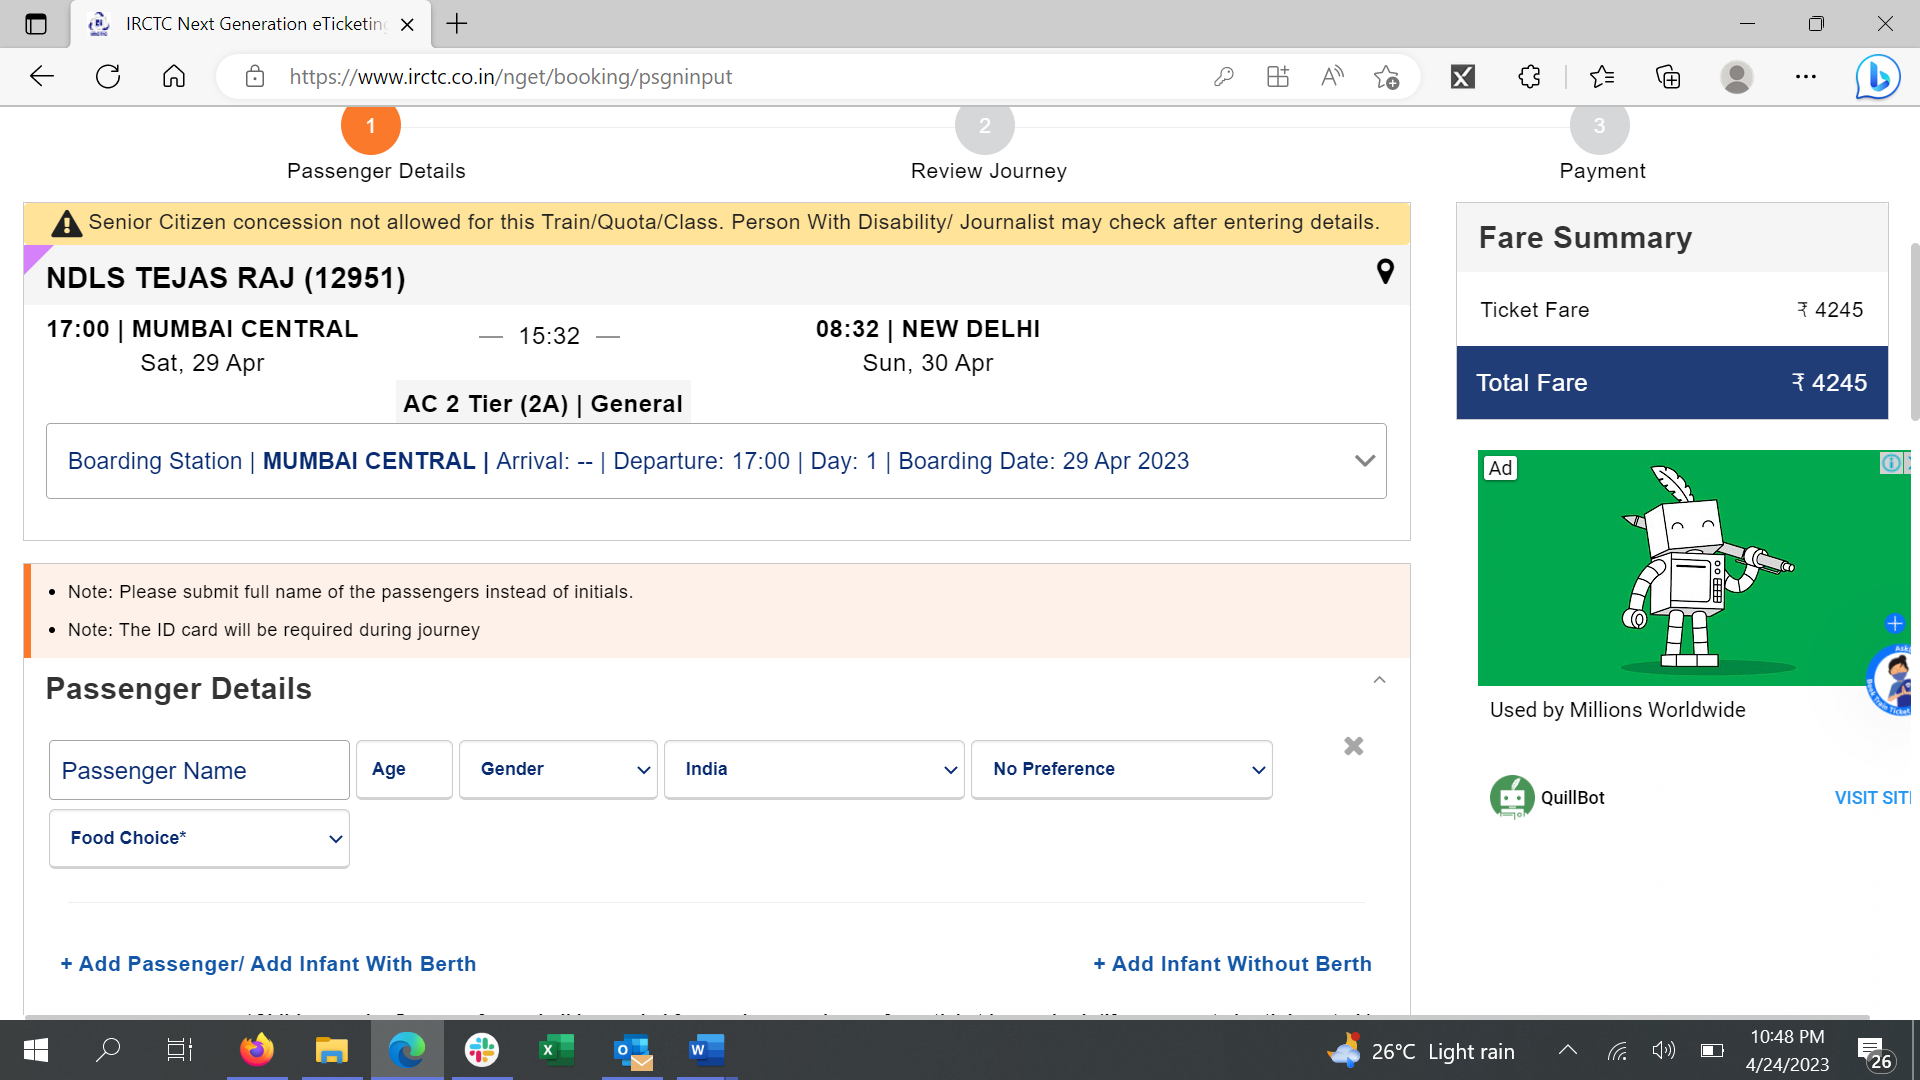 IRCTC Next Generation eTicketing
https://www.irctc.co.in/nget/booking/psgninput
1
2
3
Passenger Details
Review Journey
Payment
Senior Citizen concession not allowed for this Train/Quota/Class. Person With Disability/ Journalist may check after entering details.
NDLS TEJAS RAJ (12951)
17:00 | MUMBAI CENTRAL
— 15:32 —
08:32 | NEW DELHI
Sat, 29 Apr
Sun, 30 Apr
AC 2 Tier (2A) | General
Boarding Station | MUMBAI CENTRAL | Arrival: -- | Departure: 17:00 | Day: 1 | Boarding Date: 29 Apr 2023
Fare Summary
Ticket Fare
₹ 4245
Total Fare
₹ 4245
Ad
Used by Millions Worldwide
QuillBot
VISIT SIT
• Note: Please submit full name of the passengers instead of initials.
• Note: The ID card will be required during journey
Passenger Details
Passenger Name
Age
Gender
India
No Preference
Food Choice*
+ Add Passenger/ Add Infant With Berth
+ Add Infant Without Berth
26°C Light rain
10:48 PM
4/24/2023
26